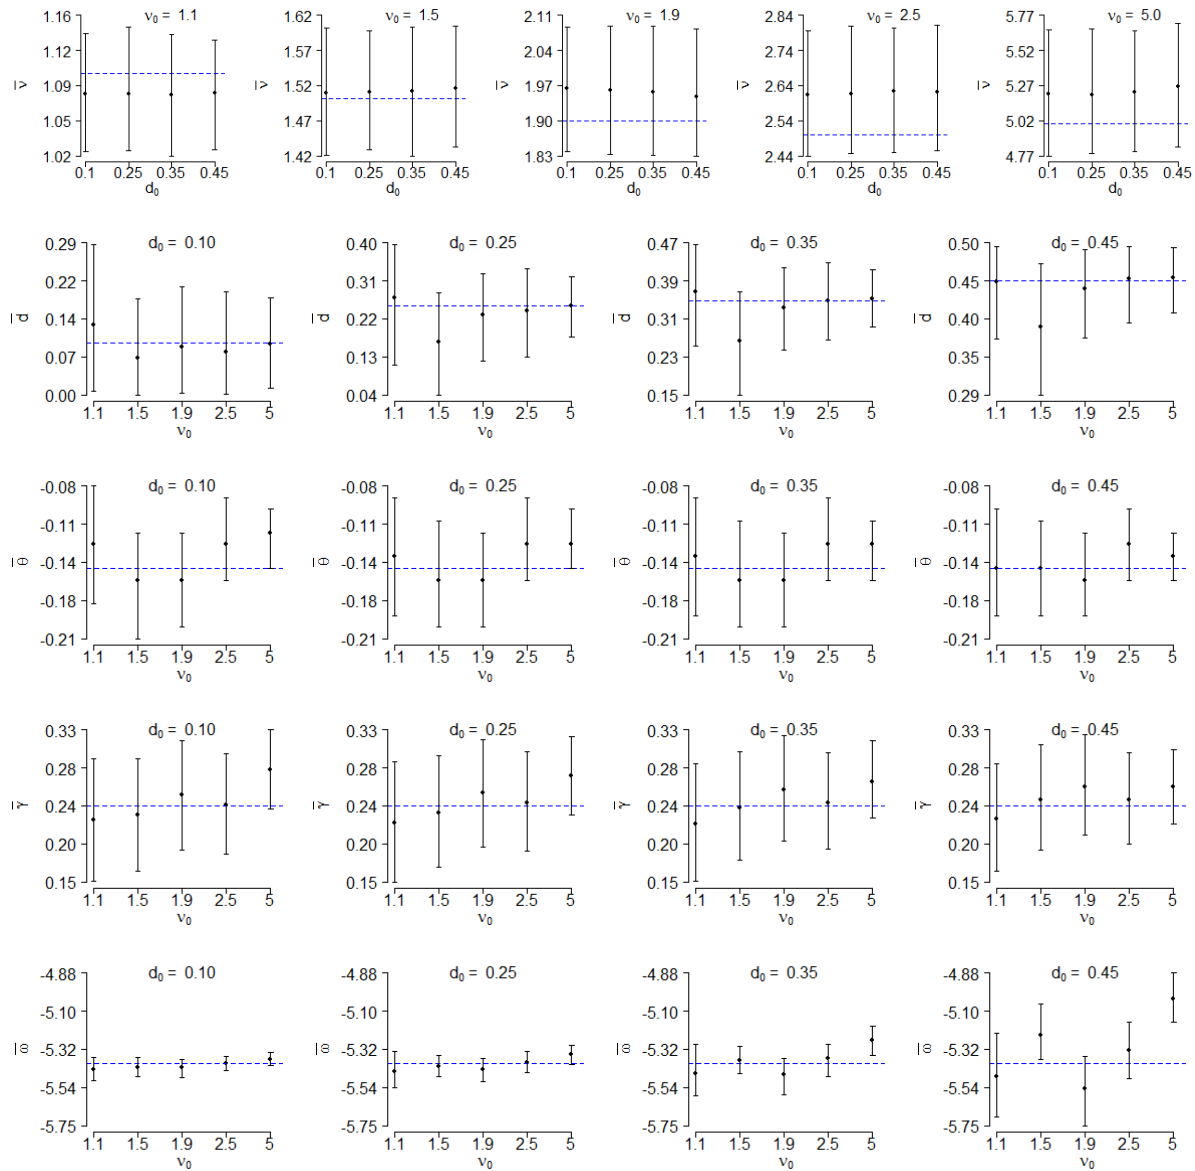 ν₀ = 1.1 ν₀ = 1.5 ν₀ = 1.9 ν₀ = 2.5 ν₀ = 5.0
1.16 1.62 2.11 2.84 5.77
1.12 1.57 2.04 2.74 5.52
ν̅ 1.09 ν̅ 1.52 ν̅ 1.97 ν̅ 2.64 ν̅ 5.27
1.05 1.47 1.90 2.54 5.02
1.02 1.42 1.83 2.44 4.77
0.1 0.25 0.35 0.45 0.1 0.25 0.35 0.45 0.1 0.25 0.35 0.45 0.1 0.25 0.35 0.45 0.1 0.25 0.35 0.45
d₀ d₀ d₀ d₀ d₀
d₀ = 0.10 d₀ = 0.25 d₀ = 0.35 d₀ = 0.45
0.29 0.40 0.47 0.50
0.22 0.31 0.39 0.45
d̅ 0.14 d̅ 0.22 d̅ 0.31 d̅ 0.40
0.07 0.13 0.23 0.35
0.00 0.04 0.15 0.29
1.1 1.5 1.9 2.5 5 1.1 1.5 1.9 2.5 5 1.1 1.5 1.9 2.5 5 1.1 1.5 1.9 2.5 5
ν₀ ν₀ ν₀ ν₀
d₀ = 0.10 d₀ = 0.25 d₀ = 0.35 d₀ = 0.45
-0.08 -0.08 -0.08 -0.08
-0.11 -0.11 -0.11 -0.11
θ̅ -0.14 θ̅ -0.14 θ̅ -0.14 θ̅ -0.14
-0.18 -0.18 -0.18 -0.18
-0.21 -0.21 -0.21 -0.21
1.1 1.5 1.9 2.5 5 1.1 1.5 1.9 2.5 5 1.1 1.5 1.9 2.5 5 1.1 1.5 1.9 2.5 5
ν₀ ν₀ ν₀ ν₀
d₀ = 0.10 d₀ = 0.25 d₀ = 0.35 d₀ = 0.45
0.33 0.33 0.33 0.33
0.28 0.28 0.28 0.28
γ̅ 0.24 γ̅ 0.24 γ̅ 0.24 γ̅ 0.24
0.20 0.20 0.20 0.20
0.15 0.15 0.15 0.15
1.1 1.5 1.9 2.5 5 1.1 1.5 1.9 2.5 5 1.1 1.5 1.9 2.5 5 1.1 1.5 1.9 2.5 5
ν₀ ν₀ ν₀ ν₀
d₀ = 0.10 d₀ = 0.25 d₀ = 0.35 d₀ = 0.45
-4.88 -4.88 -4.88 -4.88
-5.10 -5.10 -5.10 -5.10
ω̅ -5.32 ω̅ -5.32 ω̅ -5.32 ω̅ -5.32
-5.54 -5.54 -5.54 -5.54
-5.75 -5.75 -5.75 -5.75
1.1 1.5 1.9 2.5 5 1.1 1.5 1.9 2.5 5 1.1 1.5 1.9 2.5 5 1.1 1.5 1.9 2.5 5
ν₀ ν₀ ν₀ ν₀